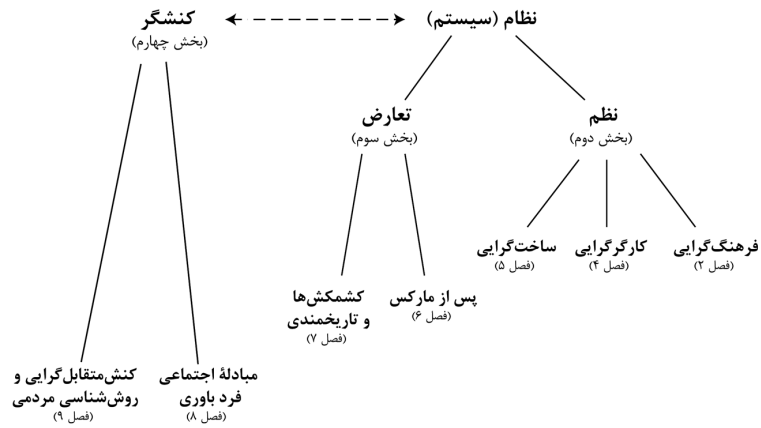 نظام (سیستم)
کنشگر
(بخش چهارم)
نظم
(بخش دوم)
تعارض
(بخش سوم)
فرهنگ‌گرایی
(فصل ۲)
کارگرگرایی
(فصل ۴)
ساخت‌گرایی
(فصل ۵)
پس از مارکس
(فصل ۶)
کشمکش‌ها
و تاریخمندی
(فصل ۷)
مبادلهٔ اجتماعی
فرد باوری
(فصل ۸)
کنش‌متقابل‌گرایی و
روش‌شناسی مردمی
(فصل ۹)